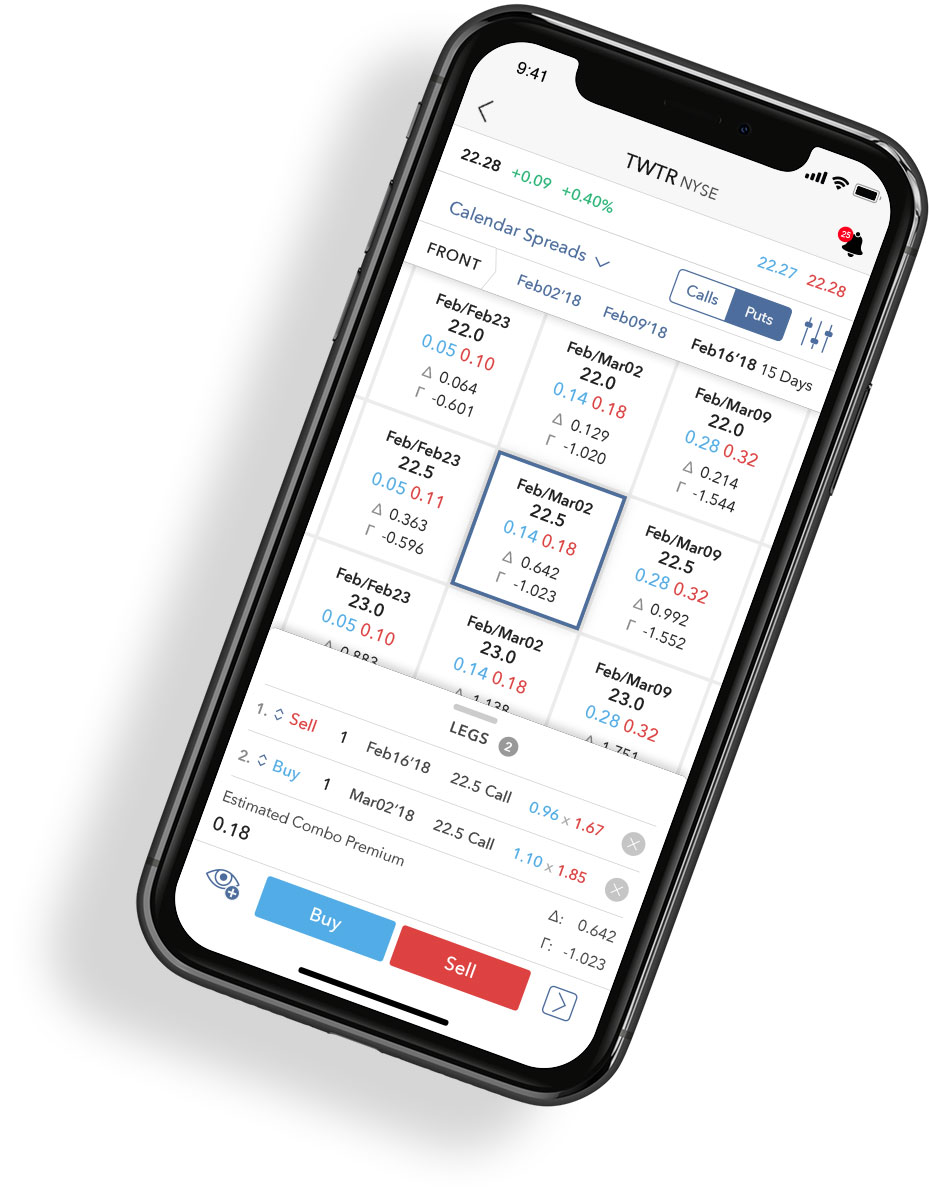 9:41
TWTR NYSE
22.28 +0.09 +0.40%
25
22.27 22.28
Calendar Spreads
Calls Puts
FRONT Feb02'18 Feb09'18 Feb16'18 15 Days
Feb/Feb23
22.0
0.05 0.10
Δ 0.064
Γ -0.601
Feb/Mar02
22.0
0.14 0.18
Δ 0.129
Γ -1.020
Feb/Mar09
22.0
0.28 0.32
Δ 0.214
Γ -1.544
Feb/Feb23
22.5
0.05 0.11
Δ 0.363
Γ -0.596
Feb/Mar02
22.5
0.14 0.18
Δ 0.642
Γ -1.023
Feb/Mar09
22.5
0.28 0.32
Δ 0.992
Γ -1.552
Feb/Feb23
23.0
0.05 0.10
Δ 0.883
Feb/Mar02
23.0
0.14 0.18
Δ 1.138
Feb/Mar09
23.0
0.28 0.32
Δ 1.751
LEGS 2
1. Sell 1 Feb16'18 22.5 Call 0.96 x 1.67
2. Buy 1 Mar02'18 22.5 Call 1.10 x 1.85
Estimated Combo Premium
0.18
Δ: 0.642
Γ: -1.023
Buy Sell